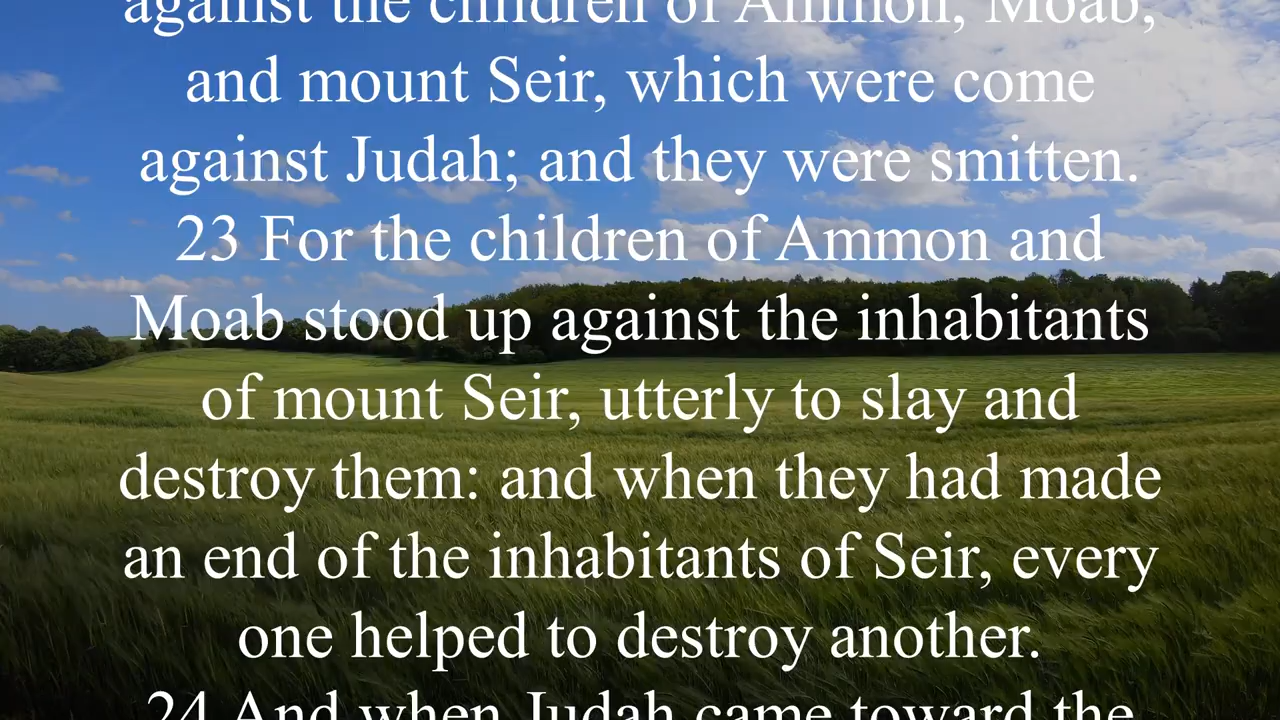 against the children of Ammon, Moab,
and mount Seir, which were come
against Judah; and they were smitten.
23 For the children of Ammon and
Moab stood up against the inhabitants
of mount Seir, utterly to slay and
destroy them: and when they had made
an end of the inhabitants of Seir, every
one helped to destroy another.
24 And when Judah came toward the